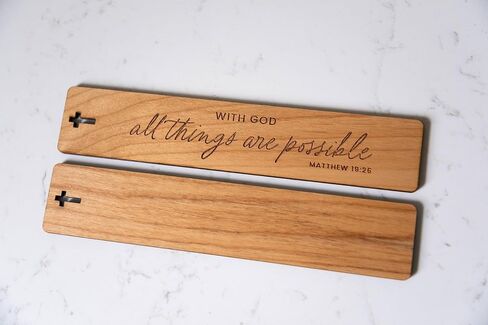 WITH GOD
all things are possible
MATTHEW 19:26